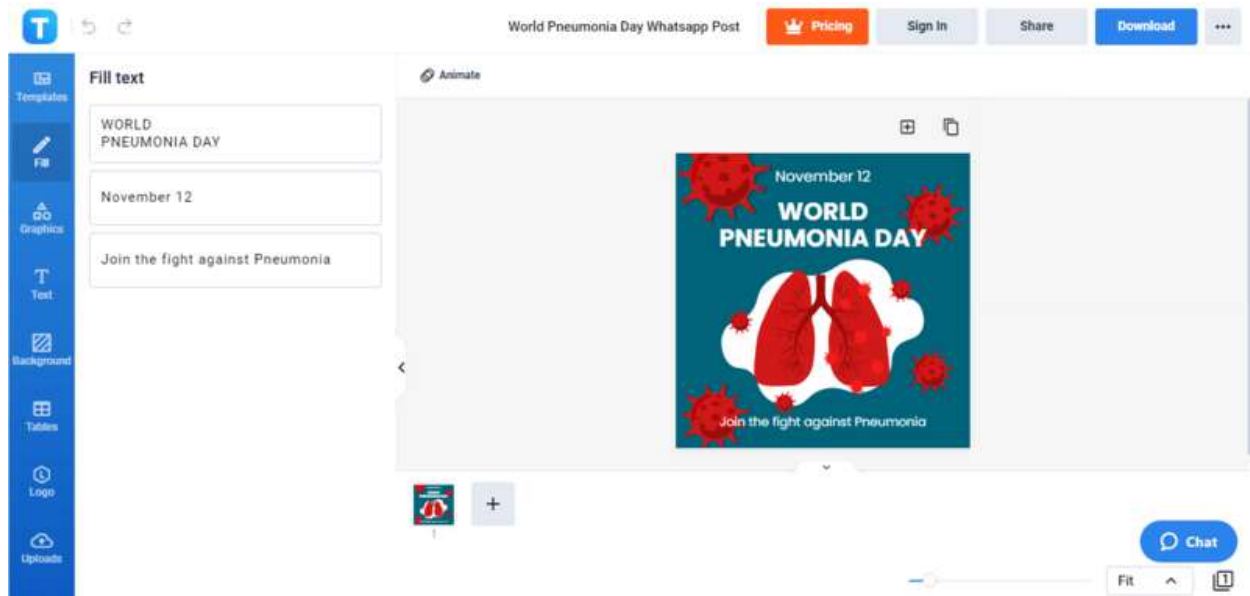 T
World Pneumonia Day Whatsapp Post
Pricing
Sign In
Share
Download
Templates
Fill
Graphics
Text
Background
Tables
Logo
Uploads
Fill text
WORLD
PNEUMONIA DAY
November 12
Join the fight against Pneumonia
Animate
November 12
WORLD
PNEUMONIA DAY
Join the fight against Pneumonia
1
Chat
Fit
1